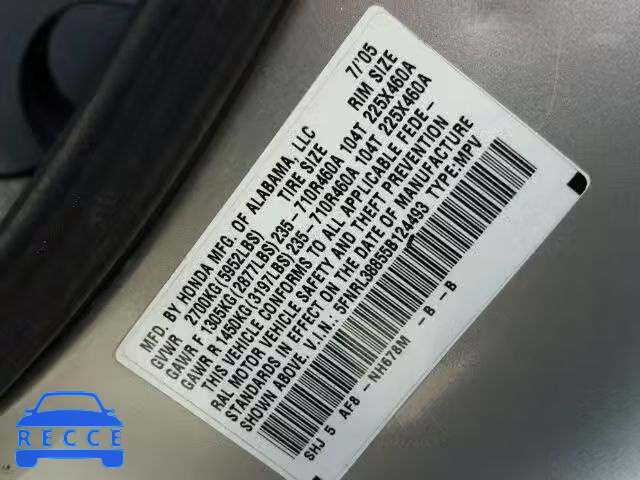 MFD. BY HONDA MFG. OF ALABAMA, LLC 7/'05
GVWR 2700KG (5952LBS) TIRE SIZE RIM SIZE
GAWR F 1305KG (2877LBS) 235-710R460A 104T 225X460A
GAWR R 1450KG (3197LBS) 235-710R460A 104T 225X460A
THIS VEHICLE CONFORMS TO ALL APPLICABLE FEDE-
RAL MOTOR VEHICLE SAFETY AND THEFT PREVENTION
STANDARDS IN EFFECT ON THE DATE OF MANUFACTURE
SHOWN ABOVE. V.I.N.: 5FNRL38855B124493 TYPE:MPV
SHJ 5 AF8 - NH678M - B - B
RECCE